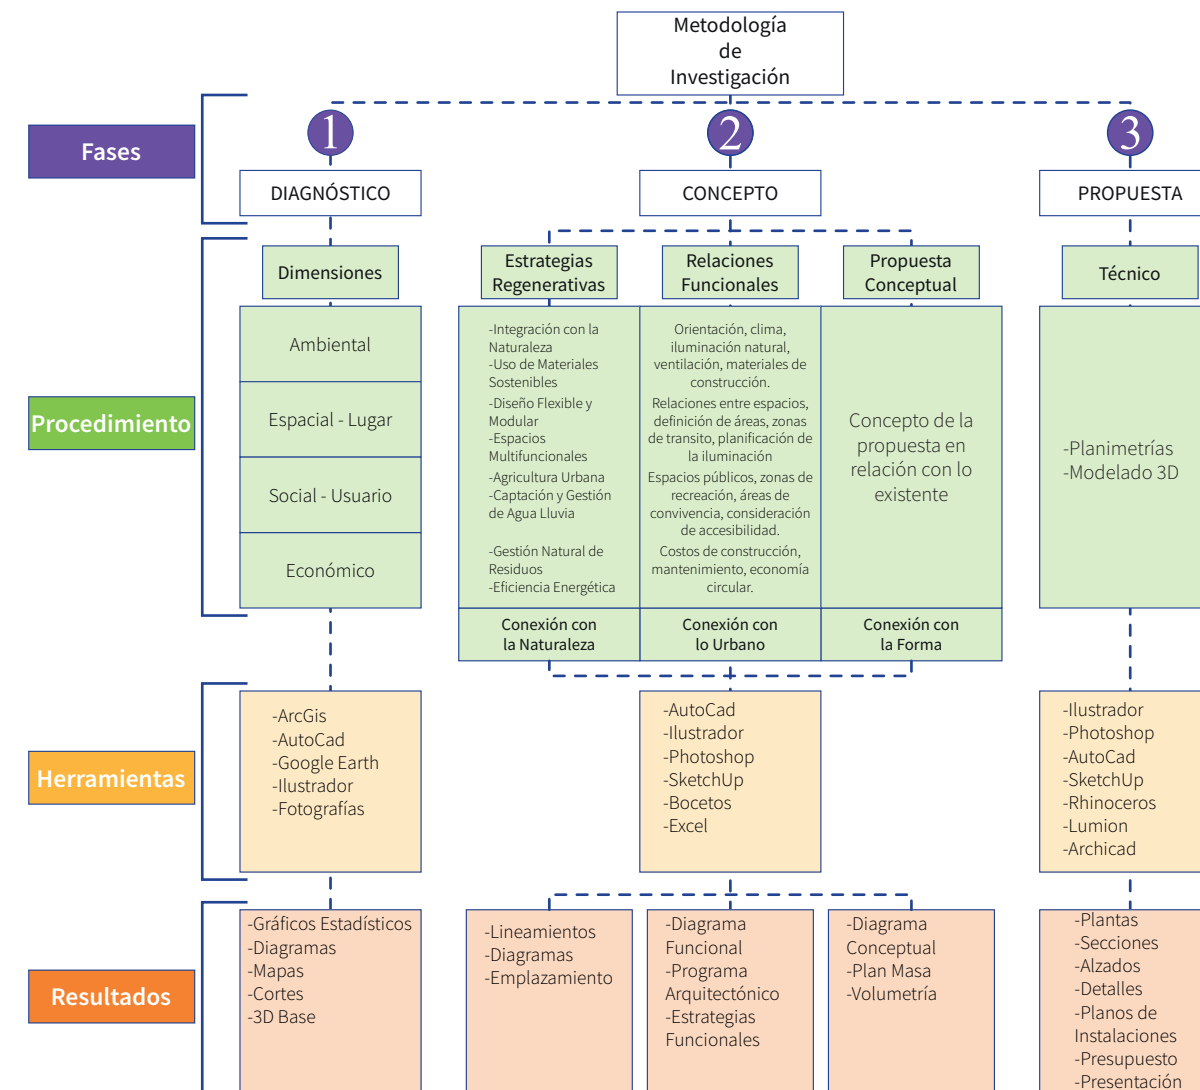 Metodología
de
Investigación
Fases
1
2
3
DIAGNÓSTICO
CONCEPTO
PROPUESTA
Procedimiento
Dimensiones
Ambiental
Espacial - Lugar
Social - Usuario
Económico
Estrategias
Regenerativas
-Integración con la
Naturaleza
-Uso de Materiales
Sostenibles
-Diseño Flexible y
Modular
-Espacios
Multifuncionales
-Agricultura Urbana
-Captación y Gestión
de Agua Lluvia
-Gestión Natural de
Residuos
-Eficiencia Energética
Conexión con
la Naturaleza
Relaciones
Funcionales
Orientación, clima,
iluminación natural,
ventilación, materiales de
construcción.
Relaciones entre espacios,
definición de áreas, zonas
de transito, planificación de
la iluminación
Espacios públicos, zonas de
recreación, áreas de
convivencia, consideración
de accesibilidad.
Costos de construcción,
mantenimiento, economía
circular.
Conexión con
lo Urbano
Propuesta
Conceptual
Concepto de la
propuesta en
relación con lo
existente
Conexión con
la Forma
Técnico
-Planimetrías
-Modelado 3D
Herramientas
-ArcGis
-AutoCad
-Google Earth
-Ilustrador
-Fotografías
-AutoCad
-Ilustrador
-Photoshop
-SketchUp
-Bocetos
-Excel
-Ilustrador
-Photoshop
-AutoCad
-SketchUp
-Rhinoceros
-Lumion
-Archicad
Resultados
-Gráficos Estadísticos
-Diagramas
-Mapas
-Cortes
-3D Base
-Lineamientos
-Diagramas
-Emplazamiento
-Diagrama
Funcional
-Programa
Arquitectónico
-Estrategias
Funcionales
-Diagrama
Conceptual
-Plan Masa
-Volumetría
-Plantas
-Secciones
-Alzados
-Detalles
-Planos de
Instalaciones
-Presupuesto
-Presentación